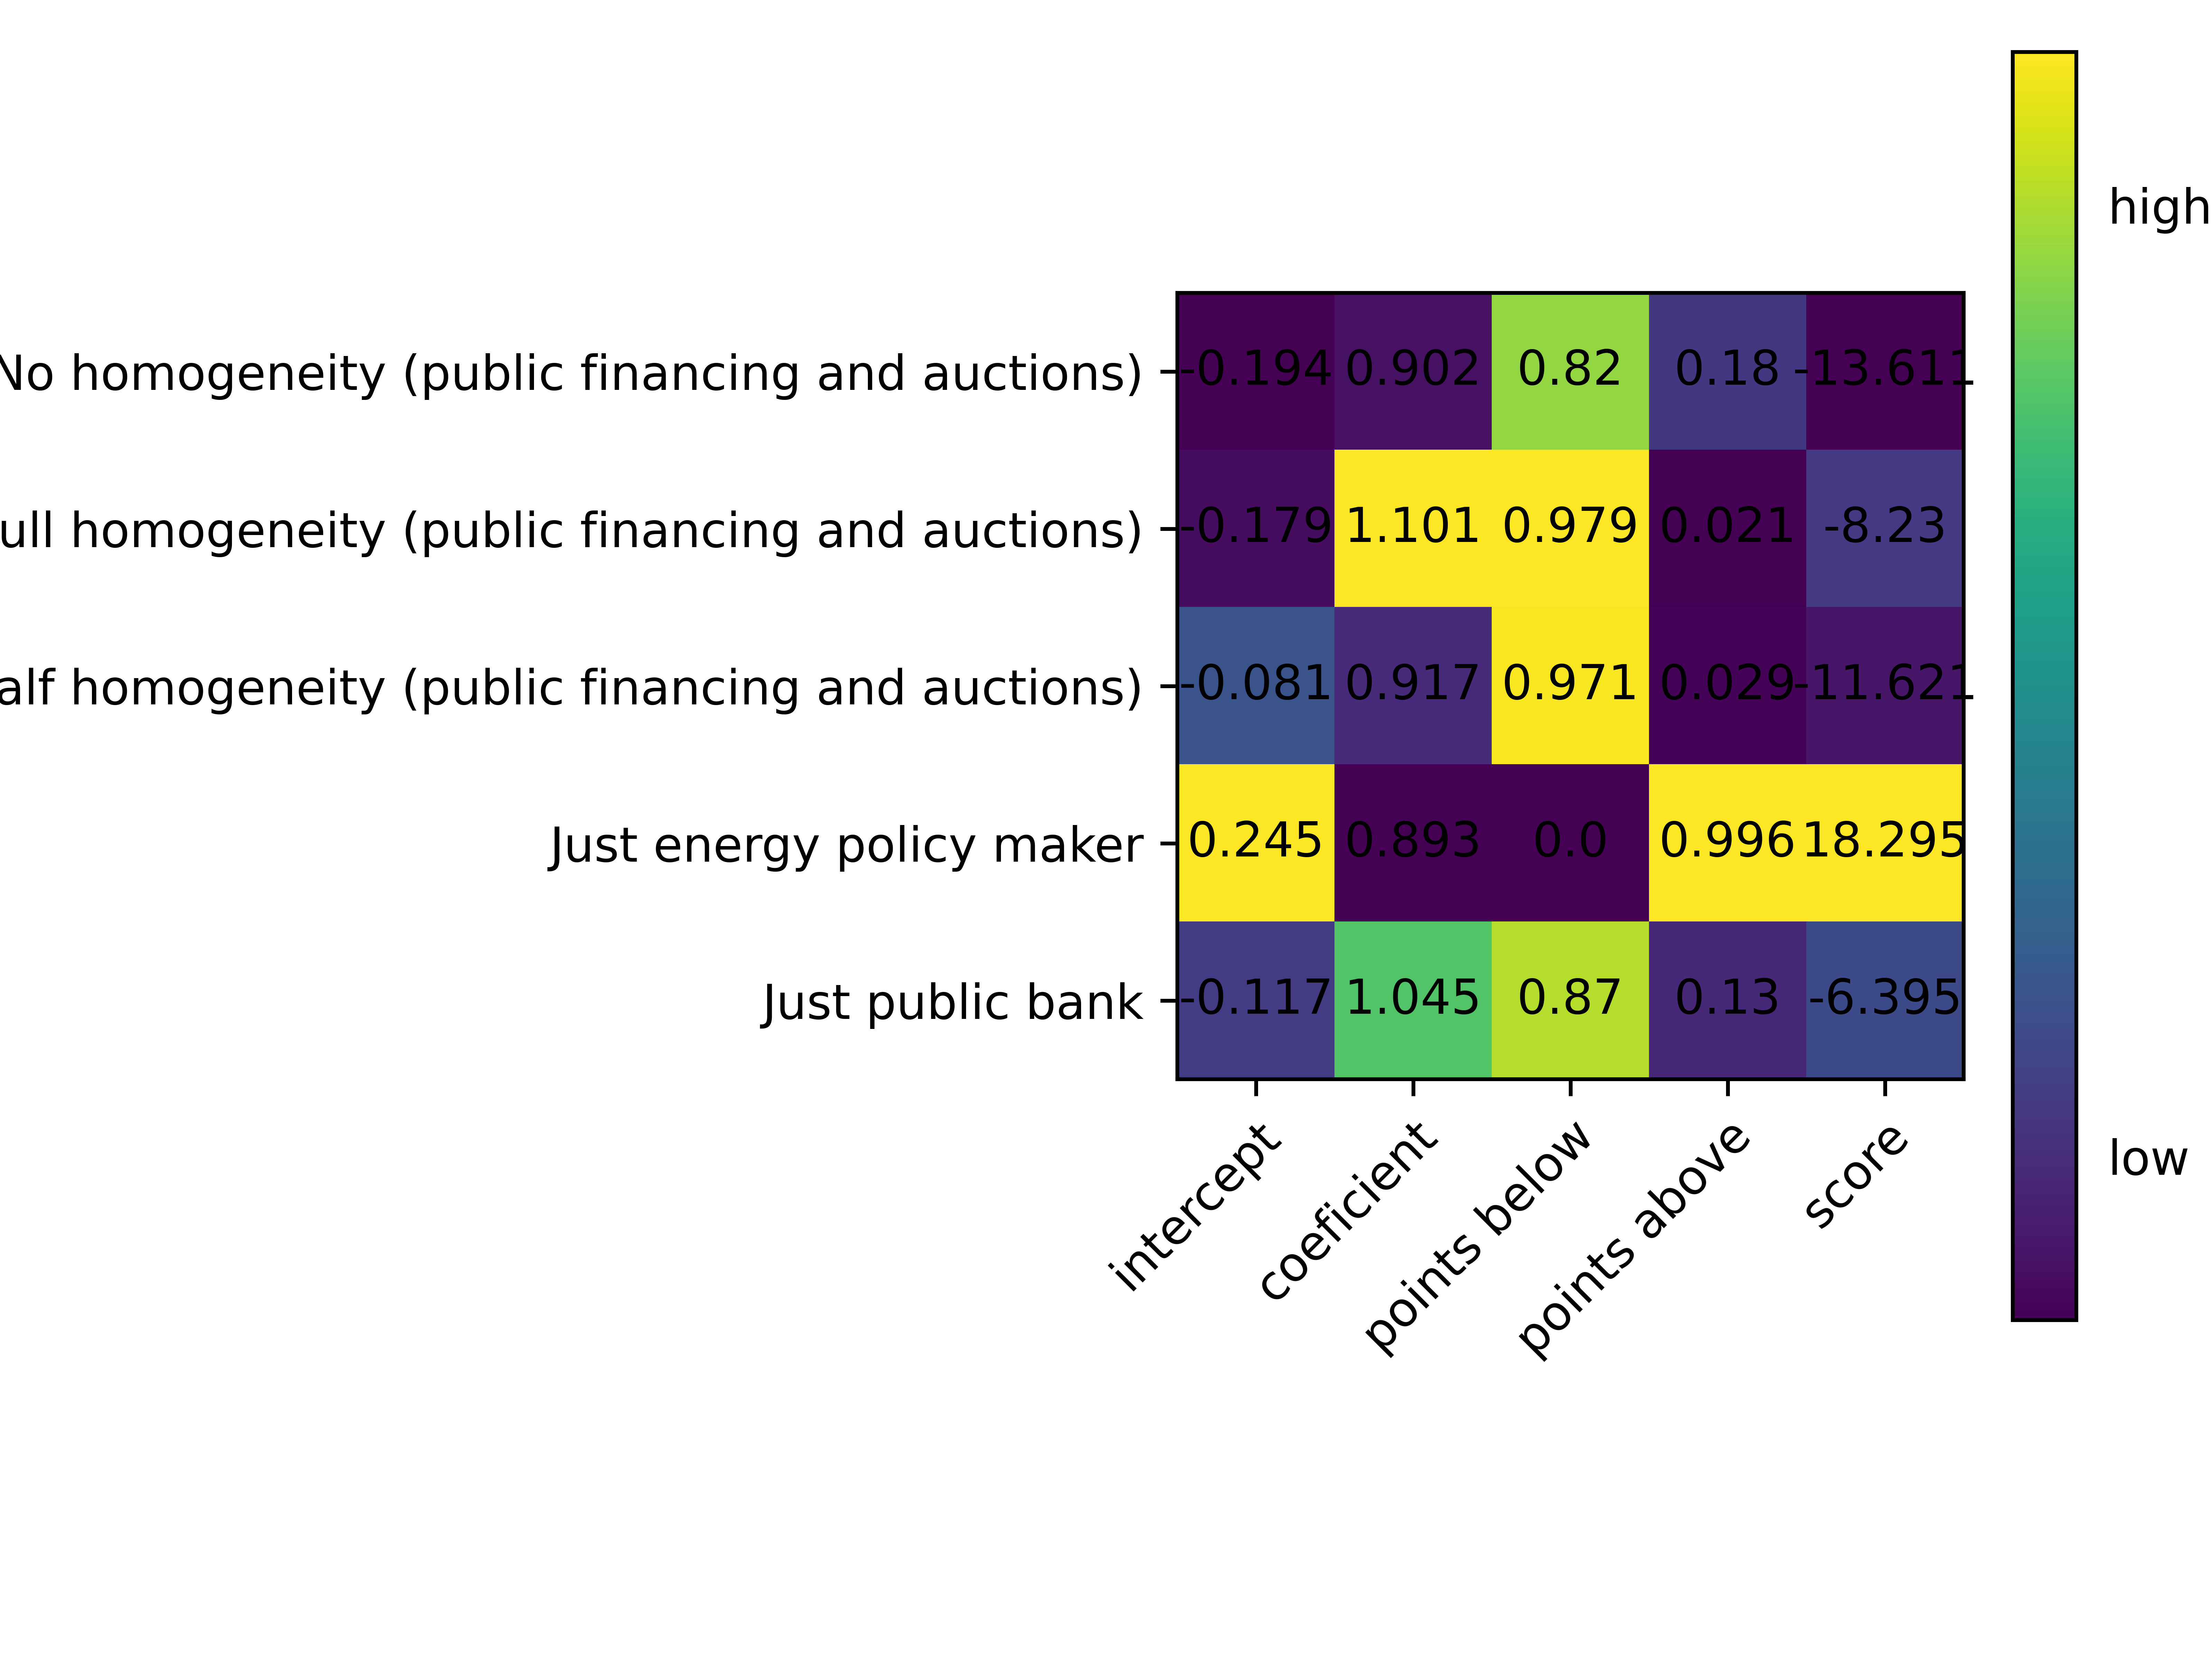 high
No homogeneity (public financing and auctions) -0.194 0.902 0.82 0.18 -13.611
ull homogeneity (public financing and auctions) -0.179 1.101 0.979 0.021 -8.23
alf homogeneity (public financing and auctions) -0.081 0.917 0.971 0.029 -11.621
Just energy policy maker 0.245 0.893 0.0 0.996 18.295
Just public bank -0.117 1.045 0.87 0.13 -6.395
low
intercept coeficient points below points above score